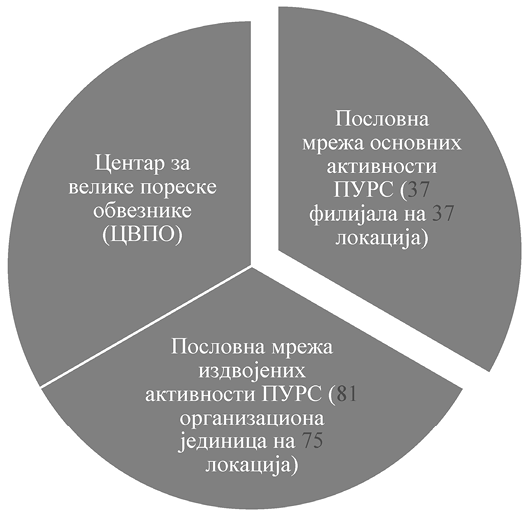 Пословна
мрежа основних
активности
ПУРС (37
филијала на 37
локација)
Центар за
велике пореске
обвезнике
(ЦВПО)
Пословна мрежа
издвојених
активности ПУРС (81
организациона
јединица на 75
локација)